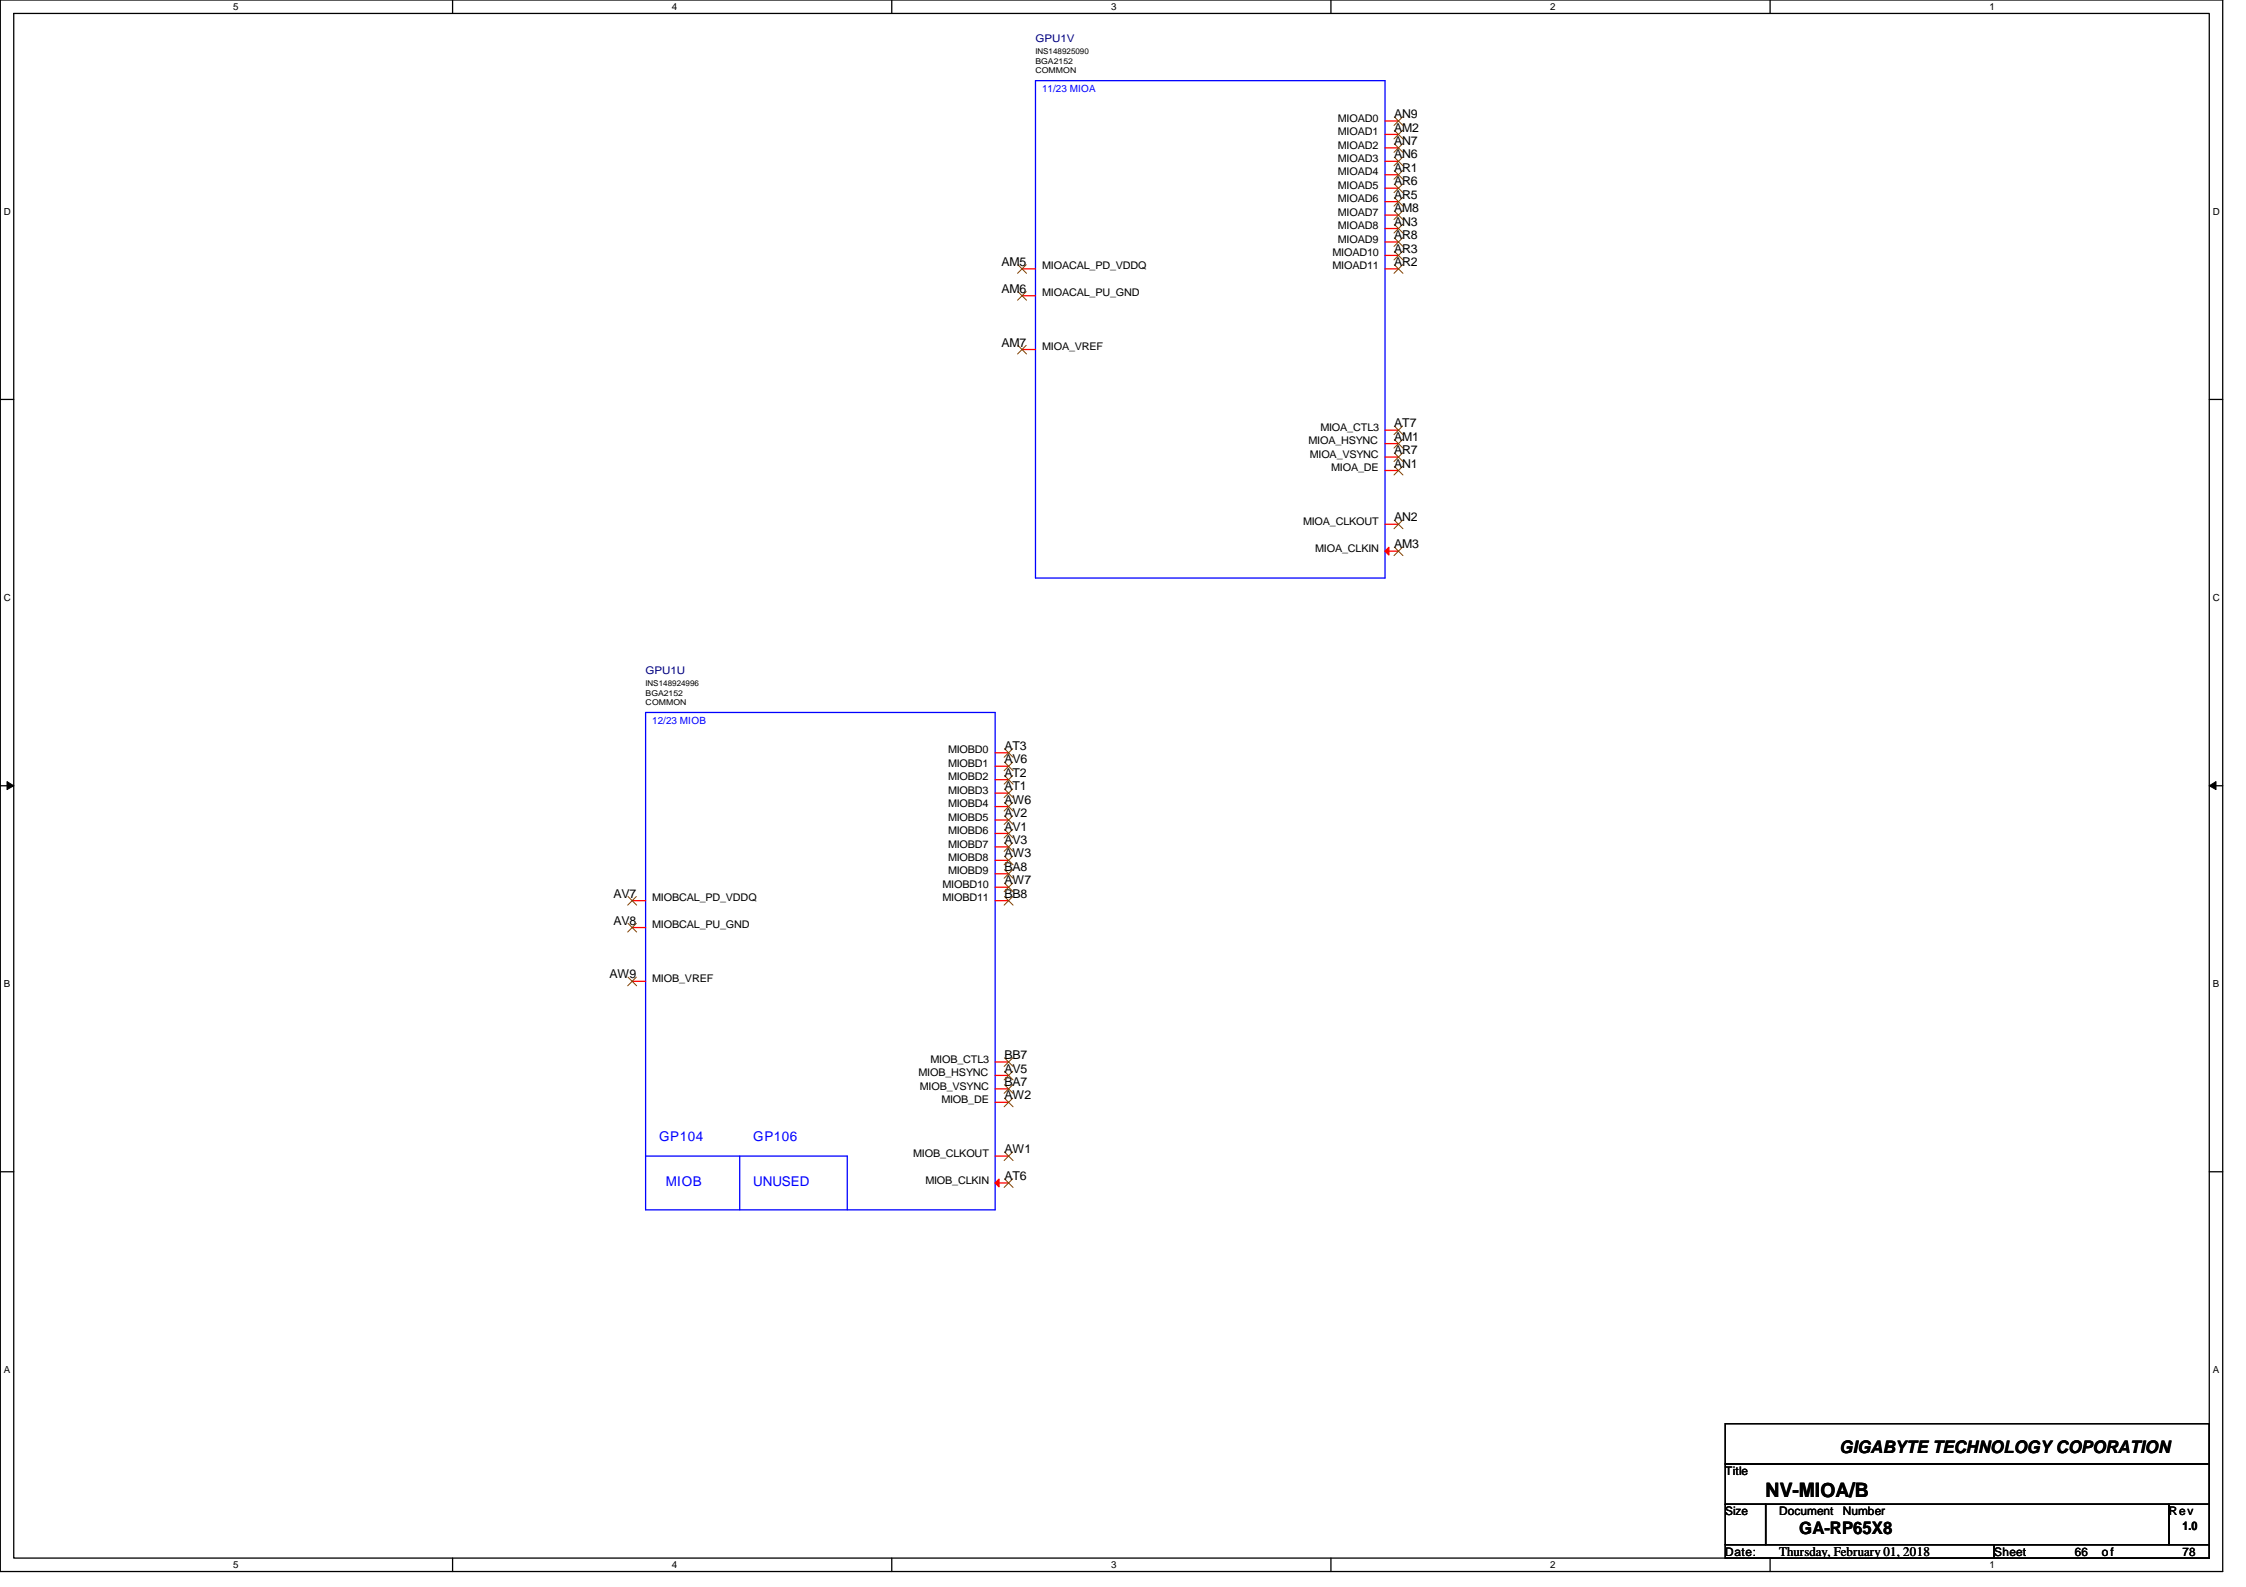 5 4 3 2 1
GPU1V
INS148925090
BGA2152
COMMON
11/23 MIOA
MIOAD0 AN9
MIOAD1 AM2
MIOAD2 AN7
MIOAD3 AN6
MIOAD4 AR1
MIOAD5 AR6
MIOAD6 AR5
MIOAD7 AM8
D D
MIOAD8 AN3
MIOAD9 AR8
MIOAD10 AR3
AM5 MIOACAL_PD_VDDQ MIOAD11 AR2
AM6 MIOACAL_PU_GND
AM7 MIOA_VREF
MIOA_CTL3 AT7
MIOA_HSYNC AM1
MIOA_VSYNC AR7
MIOA_DE AN1
MIOA_CLKOUT AN2
MIOA_CLKIN AM3
C C
GPU1U
INS148924996
BGA2152
COMMON
12/23 MIOB
MIOBD0 AT3
MIOBD1 AV6
MIOBD2 AT2
MIOBD3 AT1
MIOBD4 AW6
MIOBD5 AV2
MIOBD6 AV1
MIOBD7 AV3
MIOBD8 AW3
MIOBD9 BA8
MIOBD10 AW7
AV7 MIOBCAL_PD_VDDQ MIOBD11 BB8
AV8 MIOBCAL_PU_GND
AW9 MIOB_VREF
B B
MIOB_CTL3 BB7
MIOB_HSYNC AV5
MIOB_VSYNC BA7
MIOB_DE AW2
GP104 GP106
MIOB_CLKOUT AW1
MIOB UNUSED MIOB_CLKIN AT6
A A
GIGABYTE TECHNOLOGY COPORATION
Title
NV-MIOA/B
Size Document Number Rev
GA-RP65X8 1.0
Date: Thursday, February 01, 2018 Sheet 66 of 78
5 4 3 2 1